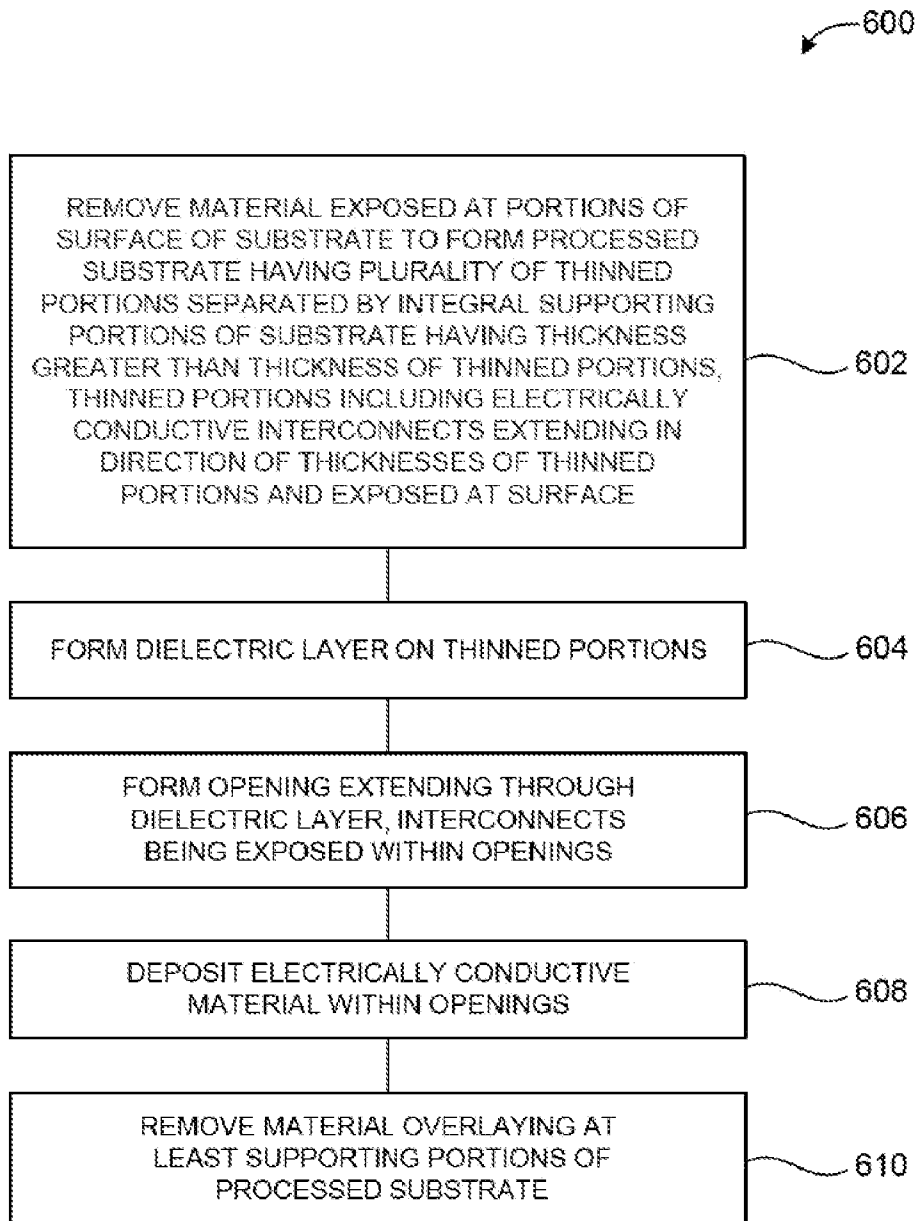 600
REMOVE MATERIAL EXPOSED AT PORTIONS OF
SURFACE OF SUBSTRATE TO FORM PROCESSED
SUBSTRATE HAVING PLURALITY OF THINNED
PORTIONS SEPARATED BY INTEGRAL SUPPORTING
PORTIONS OF SUBSTRATE HAVING THICKNESS
GREATER THAN THICKNESS OF THINNED PORTIONS,
THINNED PORTIONS INCLUDING ELECTRICALLY
CONDUCTIVE INTERCONNECTS EXTENDING IN
DIRECTION OF THICKNESSES OF THINNED
PORTIONS AND EXPOSED AT SURFACE
602
FORM DIELECTRIC LAYER ON THINNED PORTIONS
604
FORM OPENING EXTENDING THROUGH
DIELECTRIC LAYER, INTERCONNECTS
BEING EXPOSED WITHIN OPENINGS
606
DEPOSIT ELECTRICALLY CONDUCTIVE
MATERIAL WITHIN OPENINGS
608
REMOVE MATERIAL OVERLAYING AT
LEAST SUPPORTING PORTIONS OF
PROCESSED SUBSTRATE
610